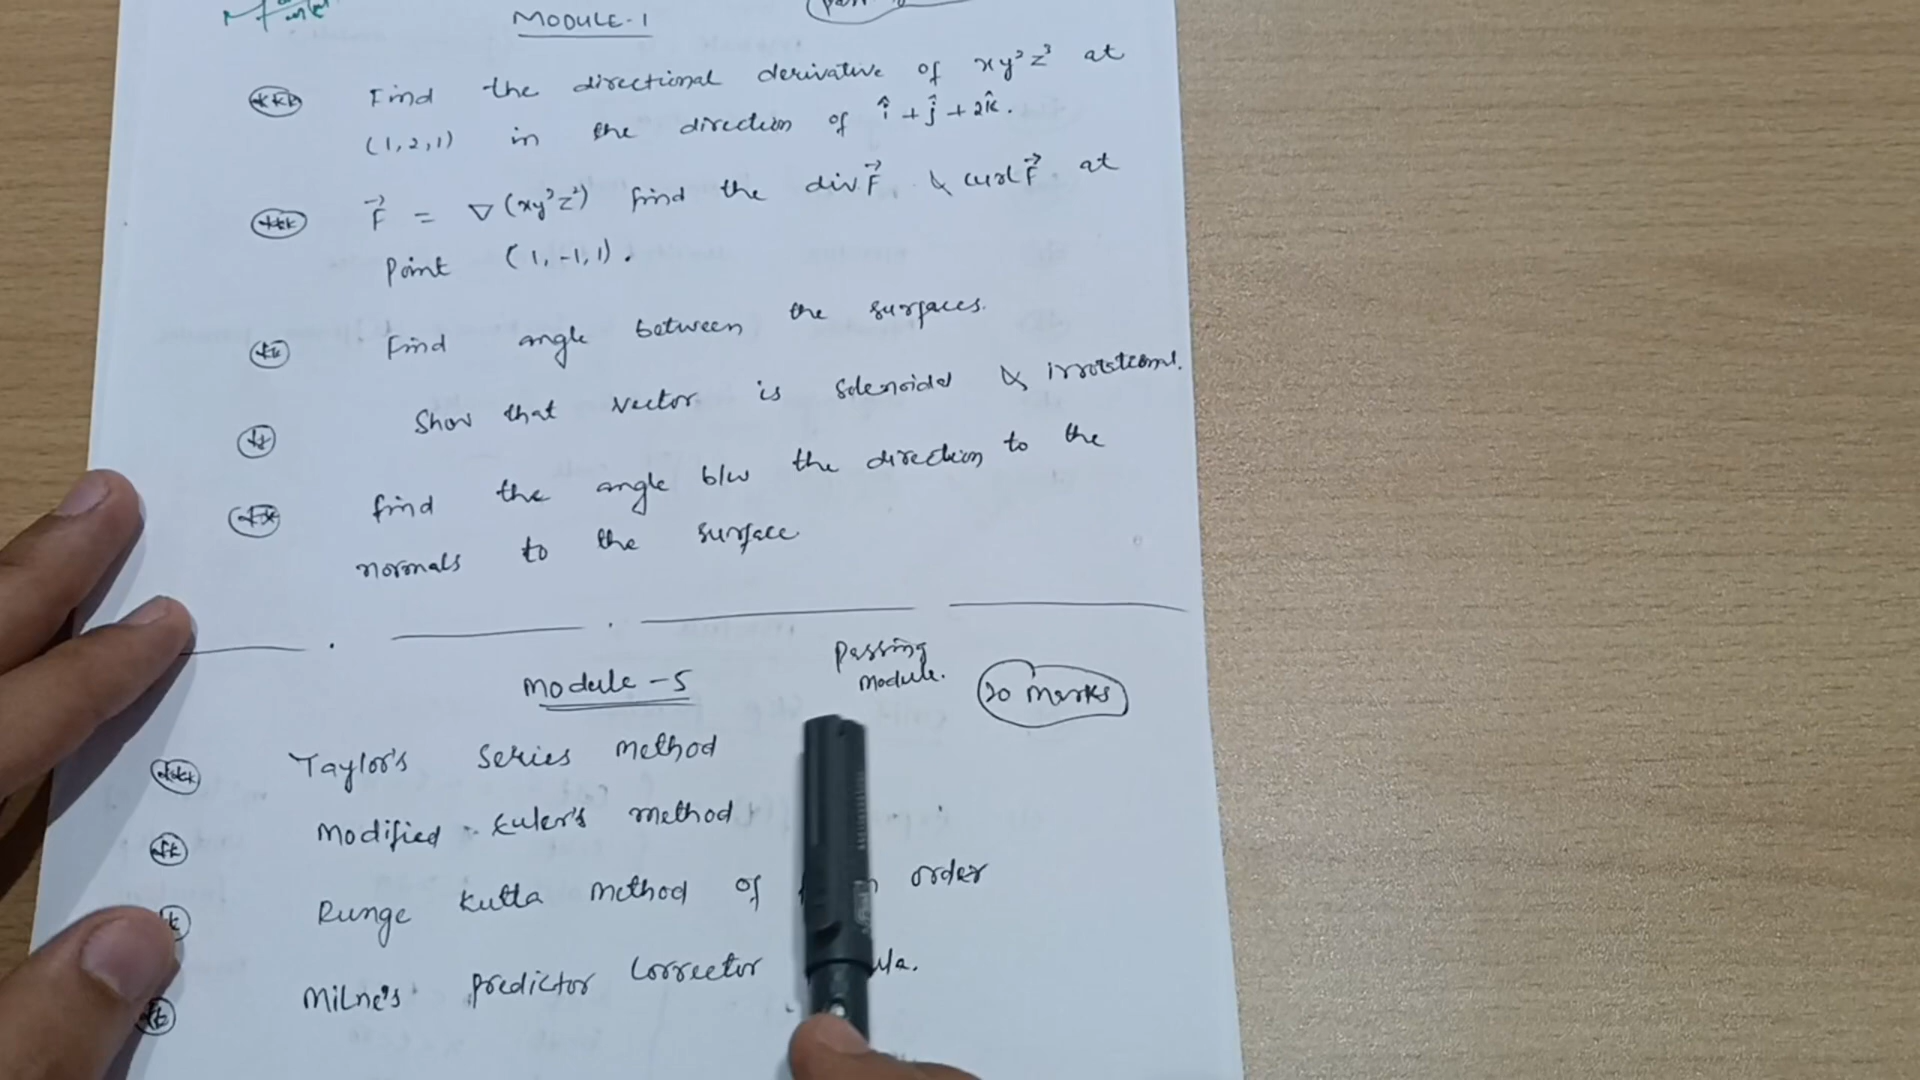 MODULE-1
Find the directional derivative of xy²z³ at
(1,2,1) in the direction of î+ĵ+2k̂.
F⃗ = ∇(xy³z²) find the div F⃗ & curl F⃗ at
Point (1,-1,1).
Find angle between the surfaces.
Show that Vector is solenoidal & irrotational.
find the angle b/w the direction to the
normals to the surface
Module-5
Passing
Module.
20 Marks
Taylor's series method
Modified Euler's method
Runge Kutta Method of order
Milne's Predictor Corrector